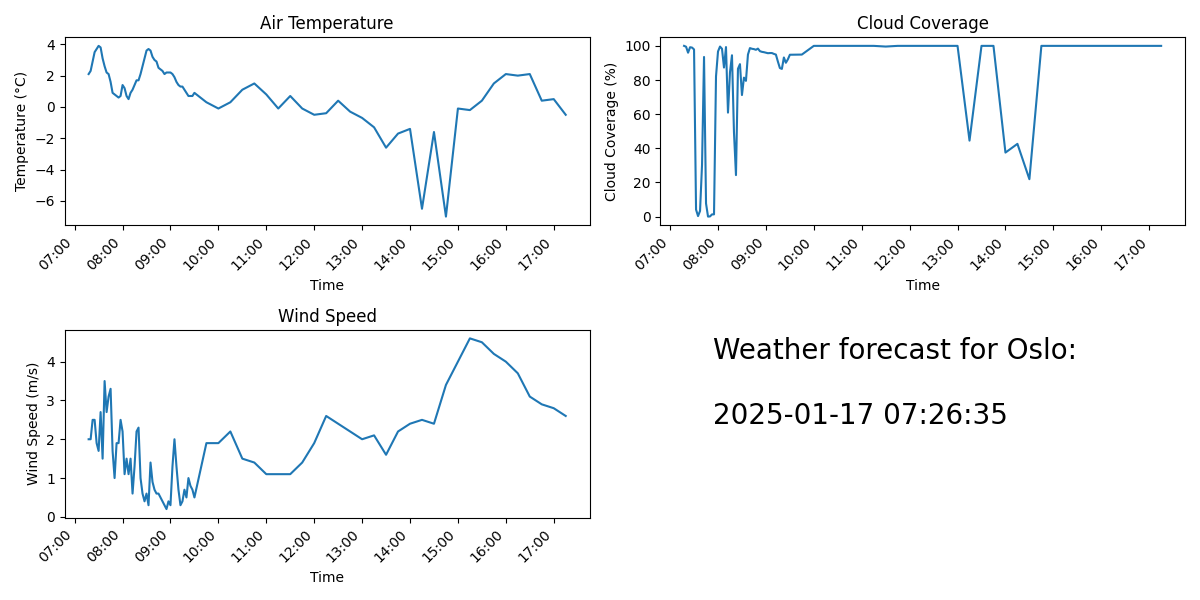 Air Temperature
Temperature (°C)
4
2
0
−2
−4
−6
07:00 08:00 09:00 10:00 11:00 12:00 13:00 14:00 15:00 16:00 17:00
Time
Cloud Coverage
Cloud Coverage (%)
100
80
60
40
20
0
07:00 08:00 09:00 10:00 11:00 12:00 13:00 14:00 15:00 16:00 17:00
Time
Wind Speed
Wind Speed (m/s)
4
3
2
1
0
07:00 08:00 09:00 10:00 11:00 12:00 13:00 14:00 15:00 16:00 17:00
Time
Weather forecast for Oslo:
2025-01-17 07:26:35